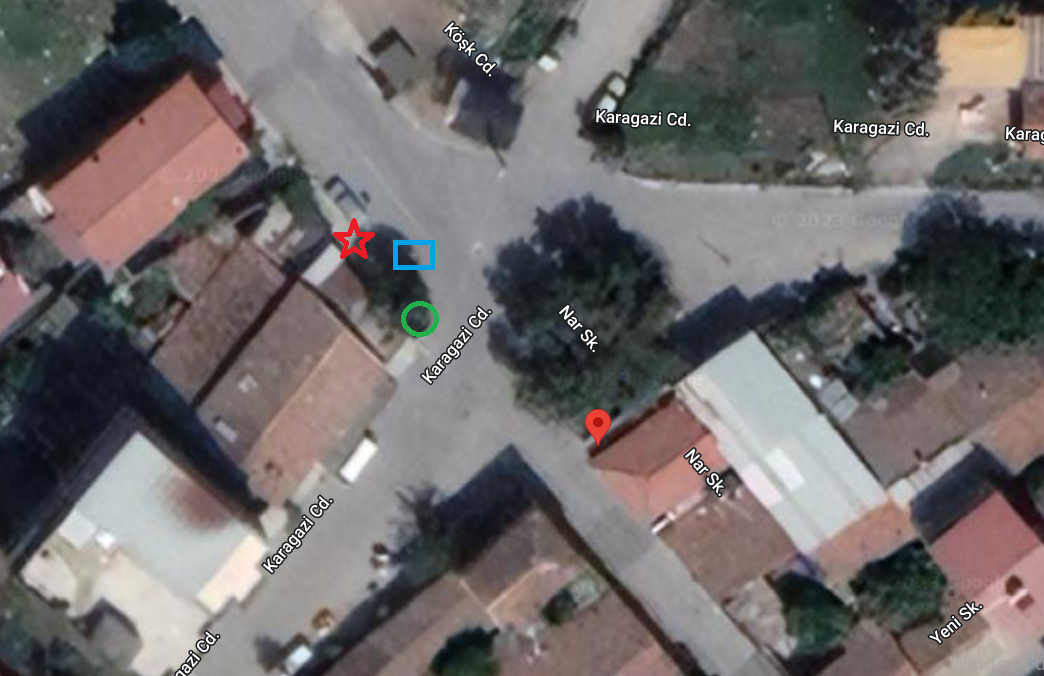 Köşk Cd.
Karagazi Cd.
Karagazi Cd.
Karag
© 2023 Google
Nar Sk.
Karagazi Cd.
Nar Sk.
Karagazi Cd.
Yeni Sk.
gazi Cd.